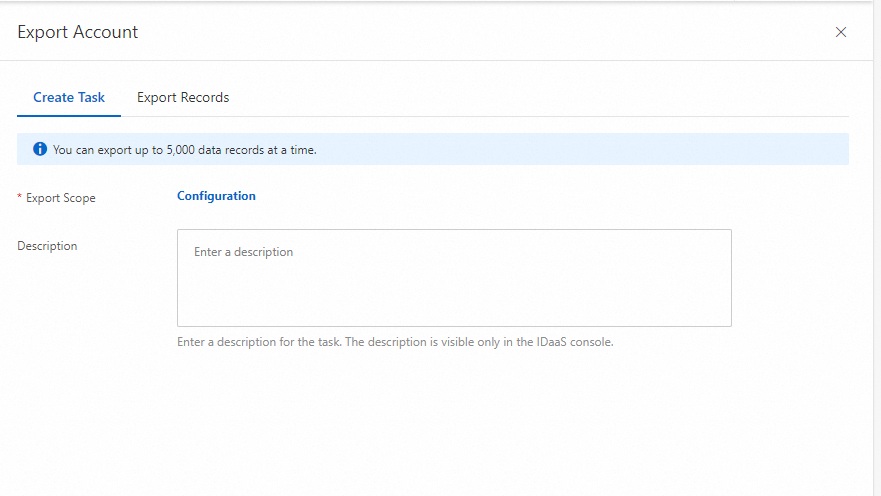 Export Account
Create Task
Export Records
You can export up to 5,000 data records at a time.
* Export Scope
Configuration
Description
Enter a description
Enter a description for the task. The description is visible only in the IDaaS console.